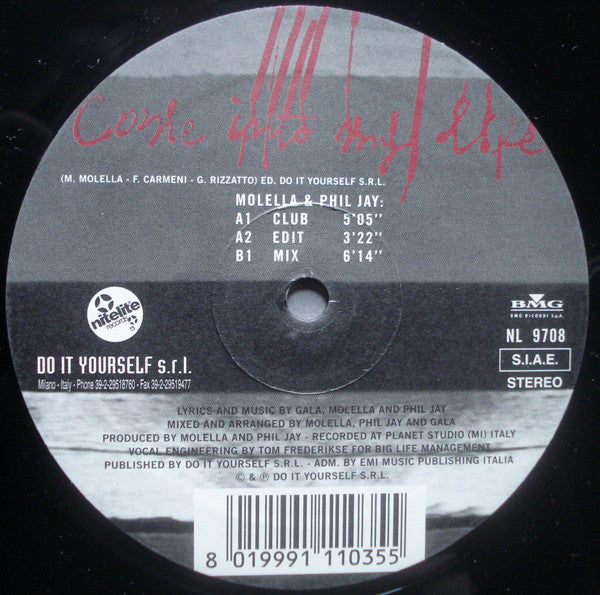 Come into my life
(M. MOLELLA - F. CARMENI - G. RIZZATTO) ED. DO IT YOURSELF S.R.L.
MOLELLA & PHIL JAY:
A1 CLUB 5'05"
A2 EDIT 3'22"
B1 MIX 6'14"
nitelite
records
BMG
BMG RICORDI S.p.A.
NL 9708
S.I.A.E.
STEREO
DO IT YOURSELF s.r.l.
Milano - Italy - Phone 39-2-29518760 - Fax 39-2-29519477
LYRICS AND MUSIC BY GALA, MOLELLA AND PHIL JAY
MIXED AND ARRANGED BY MOLELLA, PHIL JAY AND GALA
PRODUCED BY MOLELLA AND PHIL JAY - RECORDED AT PLANET STUDIO (MI) ITALY
VOCAL ENGINEERING BY TOM FREDERIKSE FOR BIG LIFE MANAGEMENT
PUBLISHED BY DO IT YOURSELF S.R.L. - ADM. BY EMI MUSIC PUBLISHING ITALIA
© & ℗ DO IT YOURSELF S.R.L.
8 019991 110355